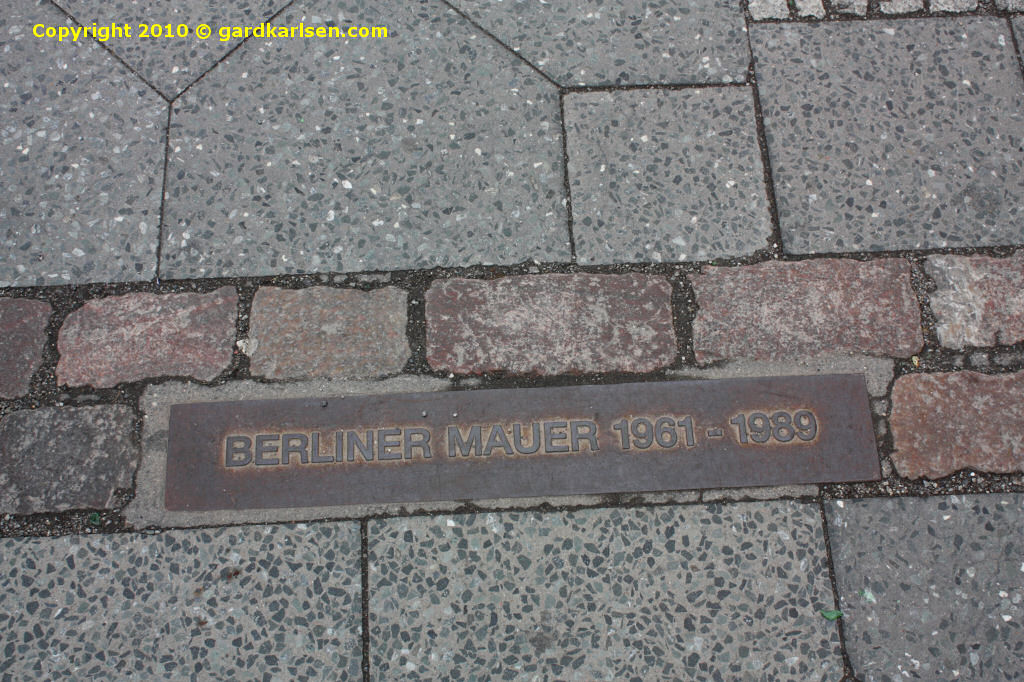 Copyright 2010 © gardkarlsen.com
BERLINER MAUER 1961 - 1989